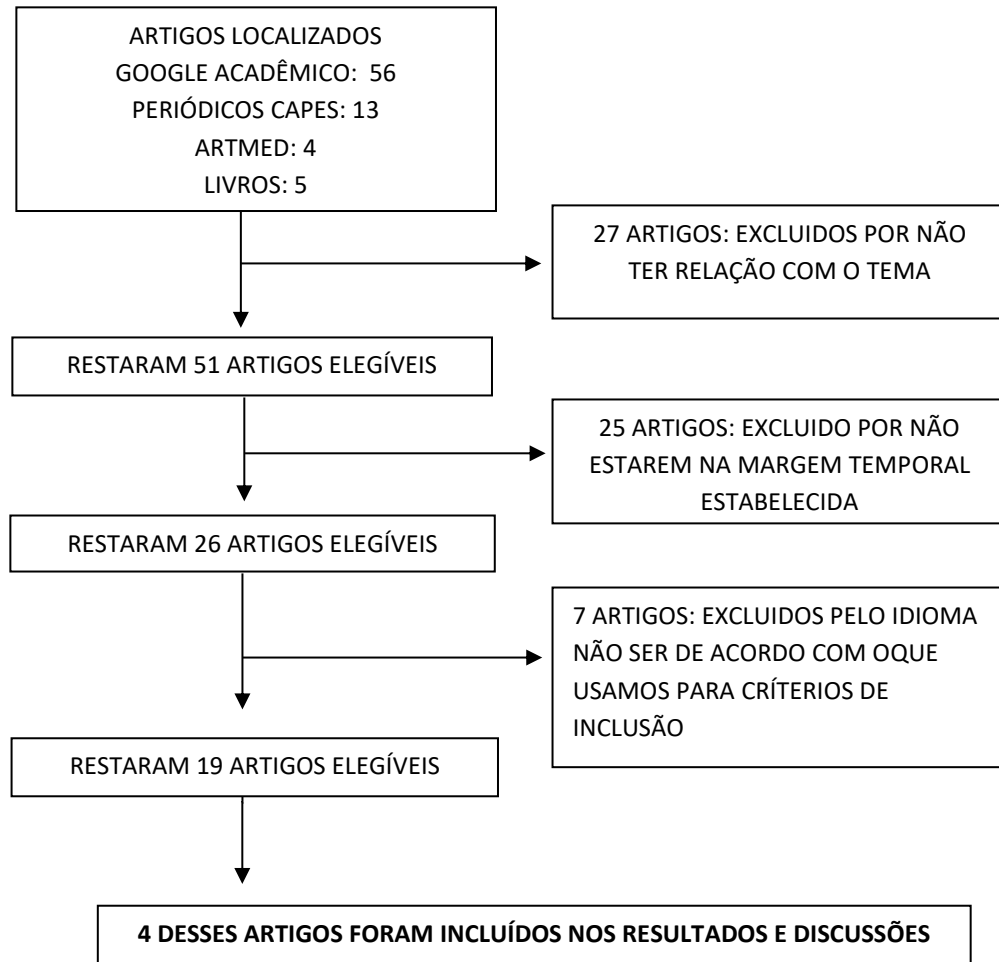 ARTIGOS LOCALIZADOS
GOOGLE ACADÊMICO:  56
PERIÓDICOS CAPES: 13
ARTMED: 4
LIVROS: 5
27 ARTIGOS: EXCLUIDOS POR NÃO
TER RELAÇÃO COM O TEMA
RESTARAM 51 ARTIGOS ELEGÍVEIS
25 ARTIGOS: EXCLUIDO POR NÃO
ESTAREM NA MARGEM TEMPORAL
ESTABELECIDA
RESTARAM 26 ARTIGOS ELEGÍVEIS
7 ARTIGOS: EXCLUIDOS PELO IDIOMA
NÃO SER DE ACORDO COM OQUE
USAMOS PARA CRÍTERIOS DE
INCLUSÃO
RESTARAM 19 ARTIGOS ELEGÍVEIS
4 DESSES ARTIGOS FORAM INCLUÍDOS NOS RESULTADOS E DISCUSSÕES